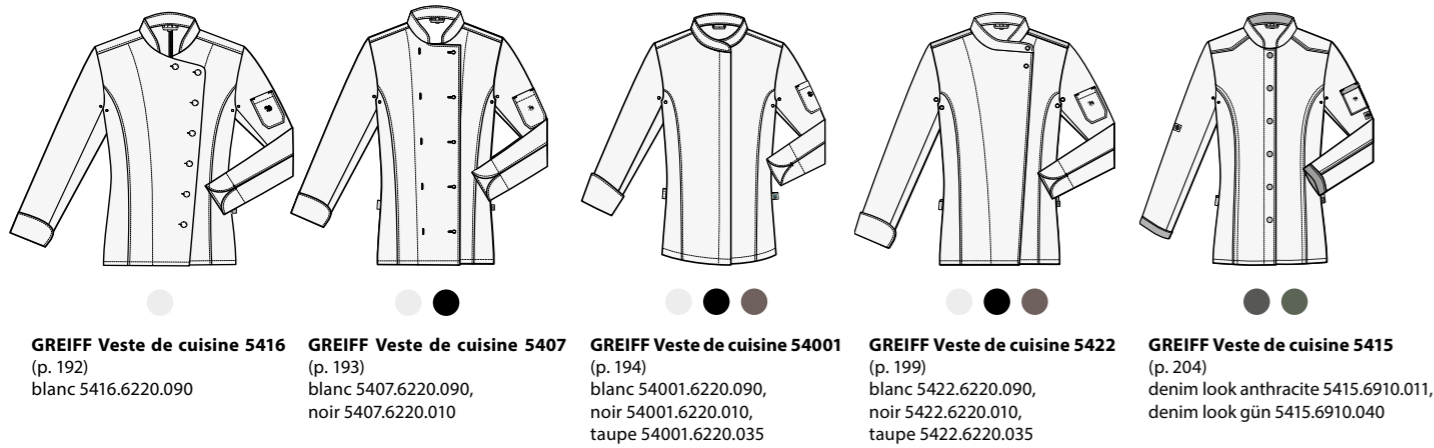 GREIFF Veste de cuisine 5416
(p. 192)
blanc 5416.6220.090
GREIFF Veste de cuisine 5407
(p. 193)
blanc 5407.6220.090,
noir 5407.6220.010
GREIFF Veste de cuisine 54001
(p. 194)
blanc 54001.6220.090,
noir 54001.6220.010,
taupe 54001.6220.035
GREIFF Veste de cuisine 5422
(p. 199)
blanc 5422.6220.090,
noir 5422.6220.010,
taupe 5422.6220.035
GREIFF Veste de cuisine 5415
(p. 204)
denim look anthracite 5415.6910.011,
denim look gün 5415.6910.040